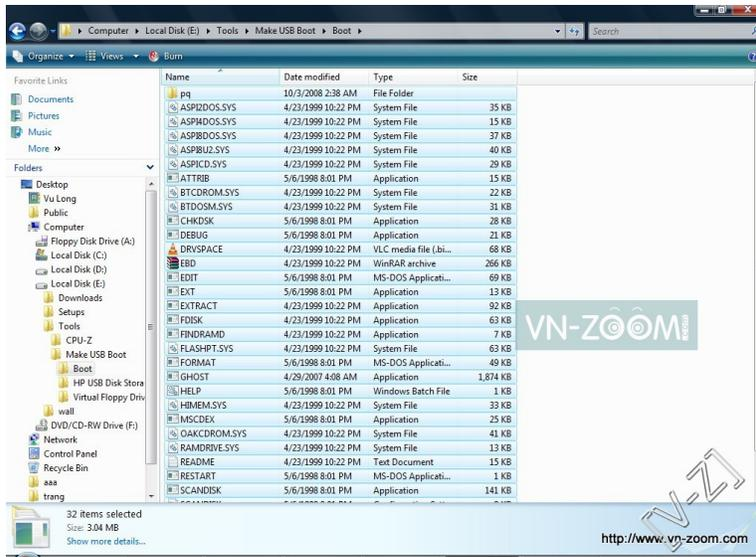 Computer ▸ Local Disk (E:) ▸ Tools ▸ Make USB Boot ▸ Boot ▸
Search
Organize Views Burn
Favorite Links
Documents
Pictures
Music
More »
Folders
Desktop
Vu Long
Public
Computer
Floppy Disk Drive (A:)
Local Disk (C:)
Local Disk (D:)
Local Disk (E:)
Downloads
Setups
Tools
CPU-Z
Make USB Boot
Boot
HP USB Disk Stora
Virtual Floppy Driv
wall
DVD/CD-RW Drive (F:)
Network
Control Panel
Recycle Bin
aaa
trang
Name Date modified Type Size
pq 10/3/2008 2:38 AM File Folder
ASPI2DOS.SYS 4/23/1999 10:22 PM System File 35 KB
ASPI4DOS.SYS 4/23/1999 10:22 PM System File 15 KB
ASPI8DOS.SYS 4/23/1999 10:22 PM System File 37 KB
ASPI8U2.SYS 4/23/1999 10:22 PM System File 40 KB
ASPICD.SYS 4/23/1999 10:22 PM System File 29 KB
ATTRIB 5/6/1998 8:01 PM Application 15 KB
BTCDROM.SYS 4/23/1999 10:22 PM System File 22 KB
BTDOSM.SYS 4/23/1999 10:22 PM System File 31 KB
CHKDSK 5/6/1998 8:01 PM Application 28 KB
DEBUG 5/6/1998 8:01 PM Application 21 KB
DRVSPACE 4/23/1999 10:22 PM VLC media file (.bi... 68 KB
EBD 4/23/1999 10:22 PM WinRAR archive 266 KB
EDIT 5/6/1998 8:01 PM MS-DOS Applicati... 69 KB
EXT 5/6/1998 8:01 PM Application 13 KB
EXTRACT 4/23/1999 10:22 PM Application 92 KB
FDISK 4/23/1999 10:22 PM Application 63 KB
FINDRAMD 4/23/1999 10:22 PM Application 7 KB
FLASHPT.SYS 4/23/1999 10:22 PM System File 63 KB
FORMAT 5/6/1998 8:01 PM MS-DOS Applicati... 49 KB
GHOST 4/29/2007 4:08 AM Application 1,874 KB
HELP 5/6/1998 8:01 PM Windows Batch File 1 KB
HIMEM.SYS 4/23/1999 10:22 PM System File 33 KB
MSCDEX 5/6/1998 8:01 PM Application 25 KB
OAKCDROM.SYS 4/23/1999 10:22 PM System File 41 KB
RAMDRIVE.SYS 4/23/1999 10:22 PM System File 13 KB
README 4/23/1999 10:22 PM Text Document 15 KB
RESTART 5/6/1998 8:01 PM MS-DOS Applicati... 1 KB
SCANDISK 5/6/1998 8:01 PM Application 141 KB
VN-ZOOM
[V-Z]
32 items selected
Size: 3.04 MB
Show more details...
http://www.vn-zoom.com